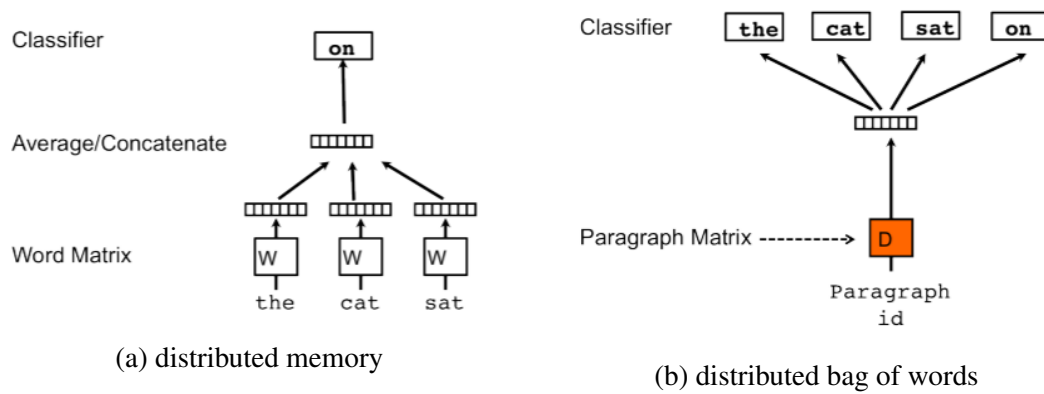 Classifier
on
Average/Concatenate
Word Matrix
W W W
the cat sat
(a) distributed memory
Classifier
the cat sat on
Paragraph Matrix
D
Paragraph
id
(b) distributed bag of words